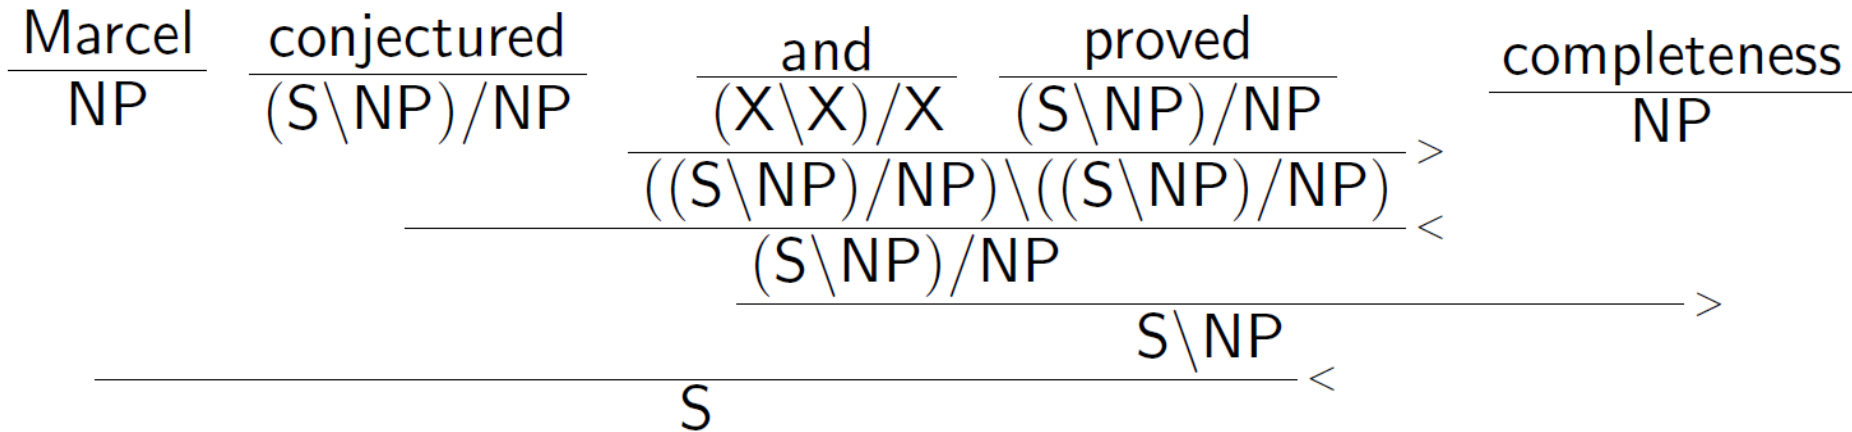 Marcel conjectured and proved completeness
NP (S\NP)/NP (X\X)/X (S\NP)/NP NP
>
((S\NP)/NP)\((S\NP)/NP)
<
(S\NP)/NP
>
S\NP
<
S